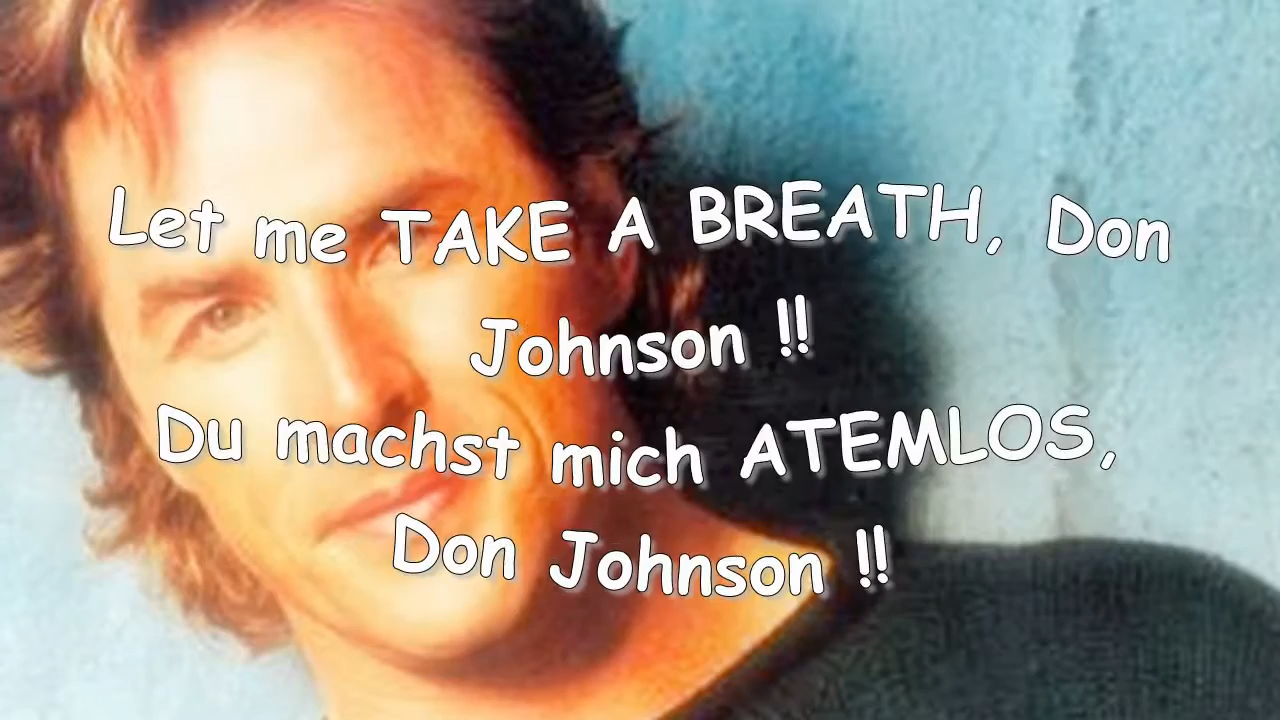 Let me TAKE A BREATH, Don
Johnson !!
Du machst mich ATEMLOS,
Don Johnson !!